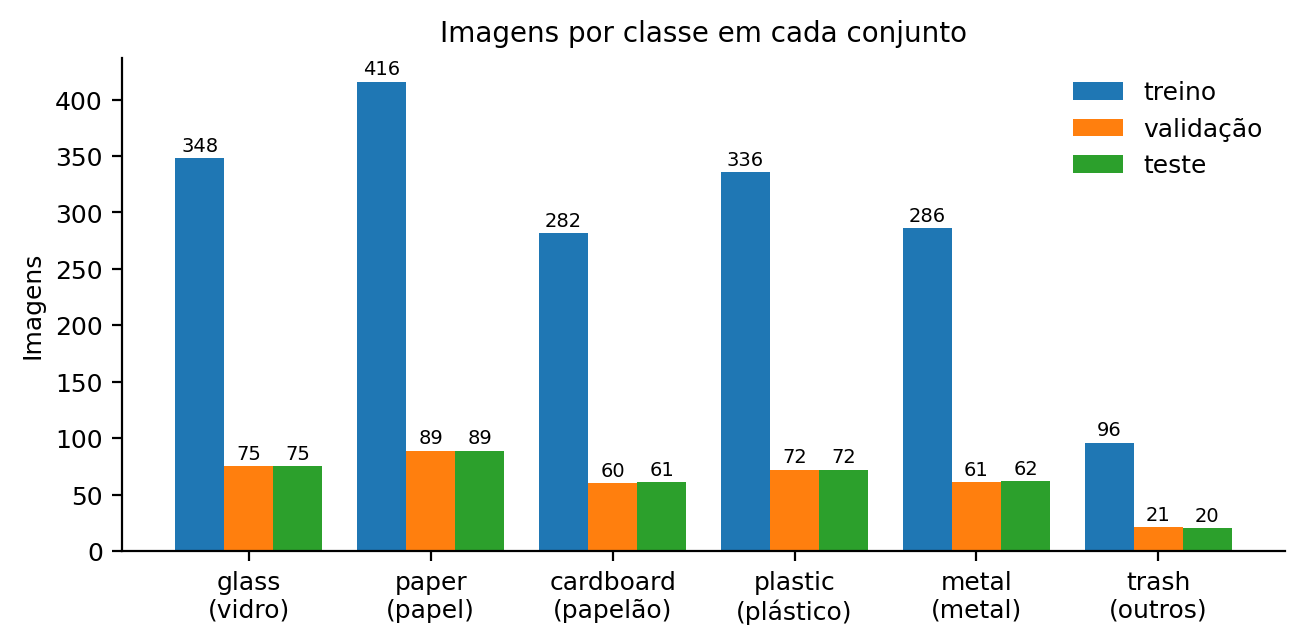 Imagens por classe em cada conjunto
treino
validação
teste
Imagens
400
350
300
250
200
150
100
50
0
348
75
75
416
89
89
282
60
61
336
72
72
286
61
62
96
21
20
glass
(vidro)
paper
(papel)
cardboard
(papelão)
plastic
(plástico)
metal
(metal)
trash
(outros)